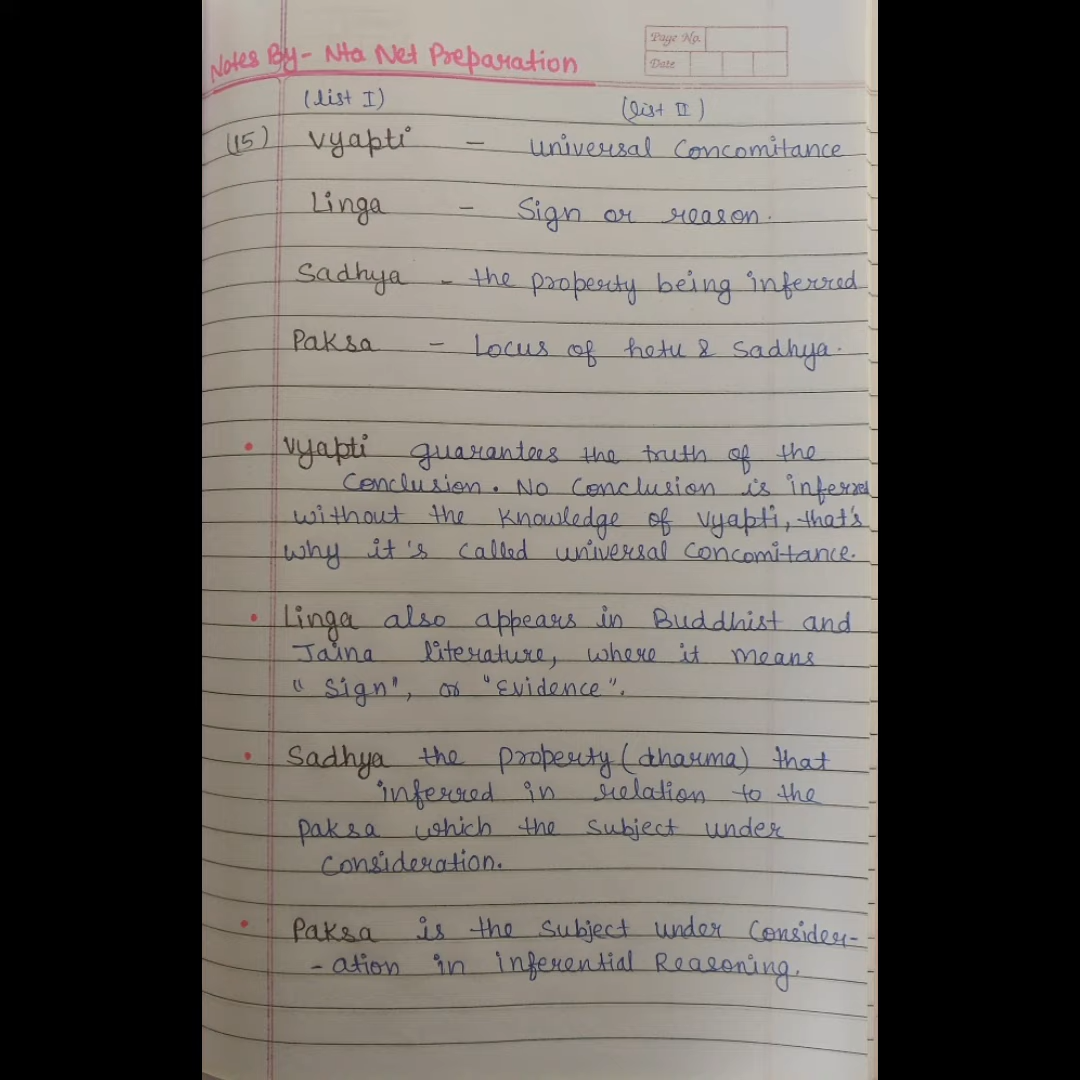 Page No.
Date
Notes By- Nta Net Preparation
(list I) (list II)
(15) Vyapti - universal Concomitance
Linga - Sign or reason.
Sadhya - the property being inferred
Paksa - Locus of hetu & Sadhya.
• Vyapti guarantees the truth of the
Conclusion. No Conclusion is inferred
without the knowledge of Vyapti, that's
why it's called universal concomitance.
• Linga also appears in Buddhist and
Jaina literature, where it means
"Sign", or "Evidence".
• Sadhya the property (dharma) that
inferred in relation to the
paksa which the subject under
Consideration.
• Paksa is the subject under Consider-
-ation in inferential Reasoning.